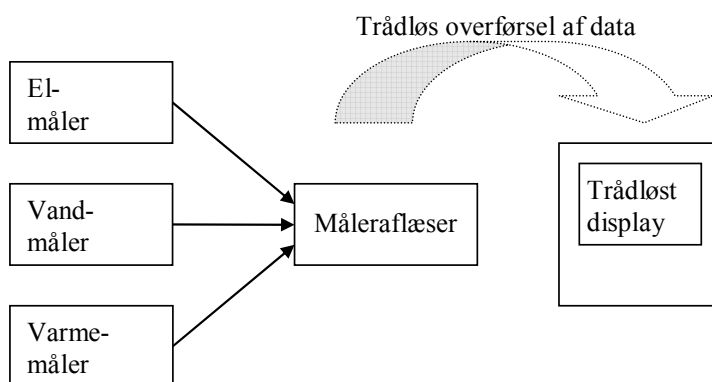 Trådløs overførsel af data
El-
måler
Vand-
måler
Varme-
måler
Måleraflæser
Trådløst
display